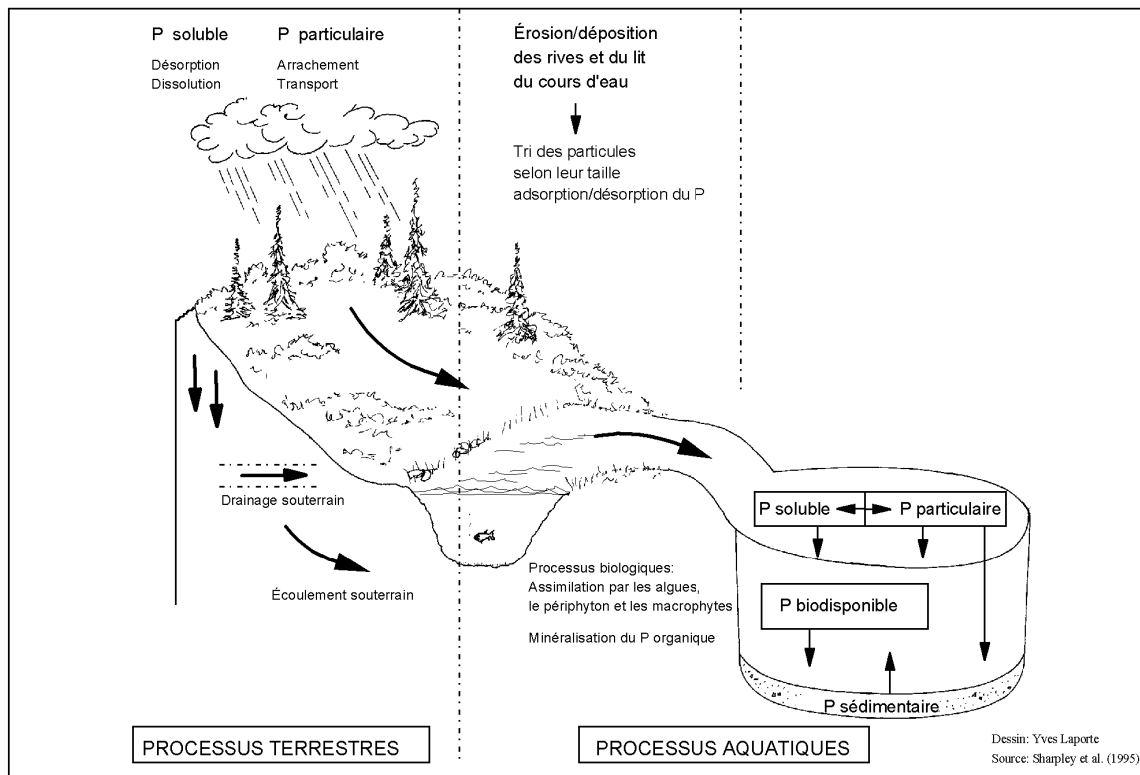 P soluble
Désorption
Dissolution
P particulaire
Arrachement
Transport
Érosion/déposition
des rives et du lit
du cours d'eau
Tri des particules
selon leur taille
adsorption/désorption du P
Drainage souterrain
Écoulement souterrain
Processus biologiques:
Assimilation par les algues,
le périphyton et les macrophytes
Minéralisation du P organique
P soluble
P particulaire
P biodisponible
P sédimentaire
PROCESSUS TERRESTRES
PROCESSUS AQUATIQUES
Dessin: Yves Laporte
Source: Sharpley et al. (1995)